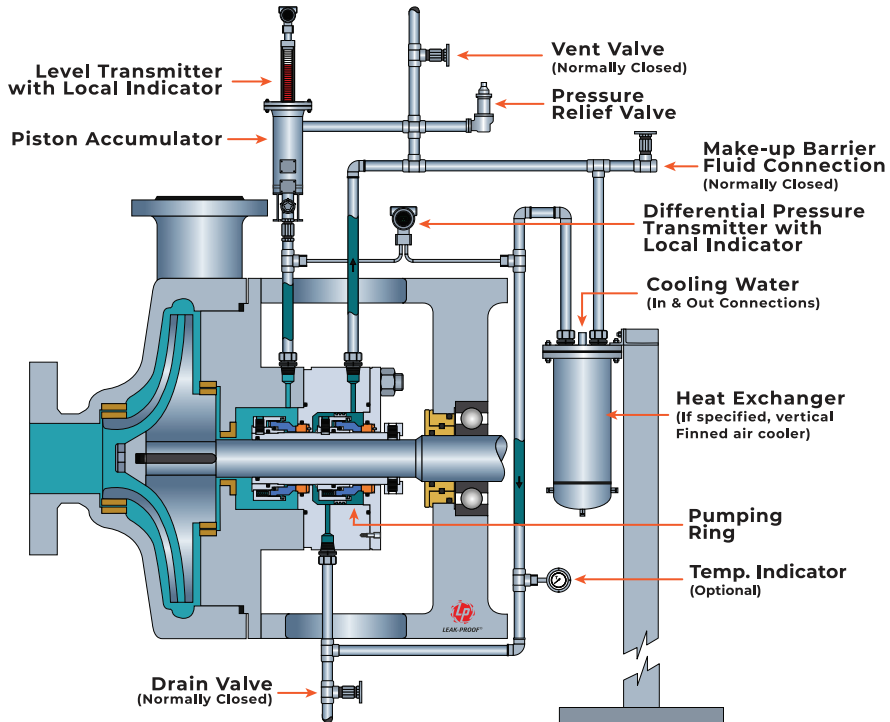 Level Transmitter
with Local Indicator
Piston Accumulator
Vent Valve
(Normally Closed)
Pressure
Relief Valve
Make-up Barrier
Fluid Connection
(Normally Closed)
Differential Pressure
Transmitter with
Local Indicator
Cooling Water
(In & Out Connections)
Heat Exchanger
(If specified, vertical
Finned air cooler)
Pumping
Ring
Temp. Indicator
(Optional)
LP
LEAK-PROOF®
Drain Valve
(Normally Closed)